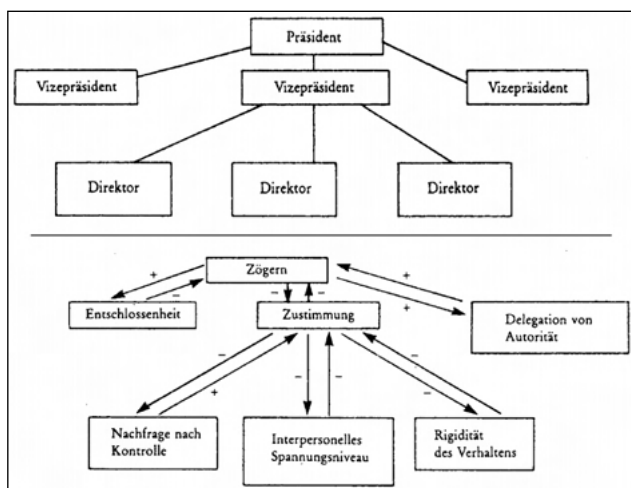 Präsident
Vizepräsident
Vizepräsident
Vizepräsident
Direktor
Direktor
Direktor
Zögern
+
−
−
−
+
+
Entschlossenheit
Zustimmung
Delegation von
Autorität
−
+
−
−
−
−
Nachfrage nach
Kontrolle
Interpersonelles
Spannungsniveau
Rigidität
des Verhaltens